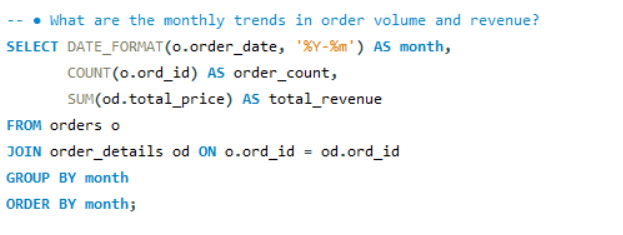 -- ● What are the monthly trends in order volume and revenue?
SELECT DATE_FORMAT(o.order_date, '%Y-%m') AS month,
       COUNT(o.ord_id) AS order_count,
       SUM(od.total_price) AS total_revenue
FROM orders o
JOIN order_details od ON o.ord_id = od.ord_id
GROUP BY month
ORDER BY month;